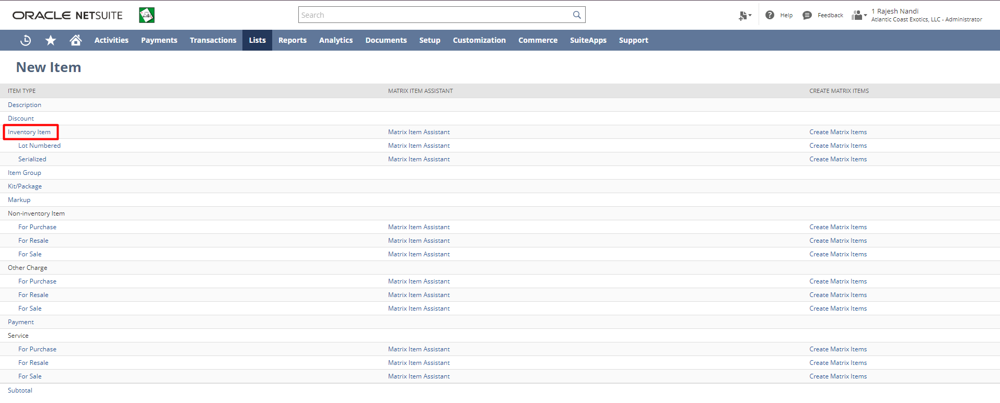 ORACLE NETSUITE
Search
Help
Feedback
1 Rajesh Nandi
Atlantic Coast Exotics, LLC - Administrator
Activities Payments Transactions Lists Reports Analytics Documents Setup Customization Commerce SuiteApps Support
New Item
ITEM TYPE MATRIX ITEM ASSISTANT CREATE MATRIX ITEMS
Description
Discount
Inventory Item Matrix Item Assistant Create Matrix Items
Lot Numbered Matrix Item Assistant Create Matrix Items
Serialized Matrix Item Assistant Create Matrix Items
Item Group
Kit/Package
Markup
Non-inventory Item
For Purchase Matrix Item Assistant Create Matrix Items
For Resale Matrix Item Assistant Create Matrix Items
For Sale Matrix Item Assistant Create Matrix Items
Other Charge
For Purchase Matrix Item Assistant Create Matrix Items
For Resale Matrix Item Assistant Create Matrix Items
For Sale Matrix Item Assistant Create Matrix Items
Payment
Service
For Purchase Matrix Item Assistant Create Matrix Items
For Resale Matrix Item Assistant Create Matrix Items
For Sale Matrix Item Assistant Create Matrix Items
Subtotal